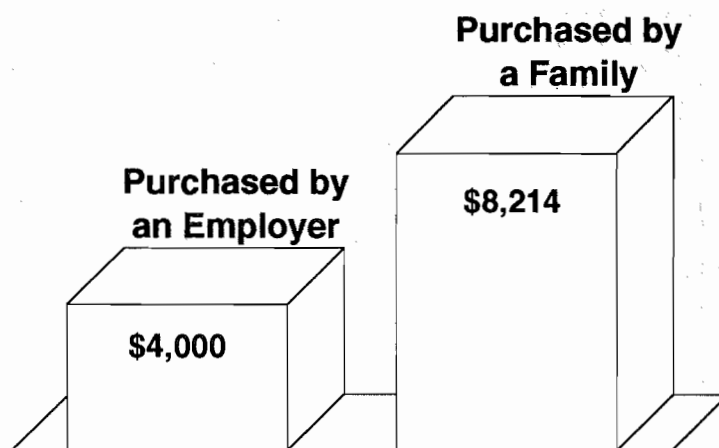 Purchased by
a Family
Purchased by
an Employer
$8,214
$4,000